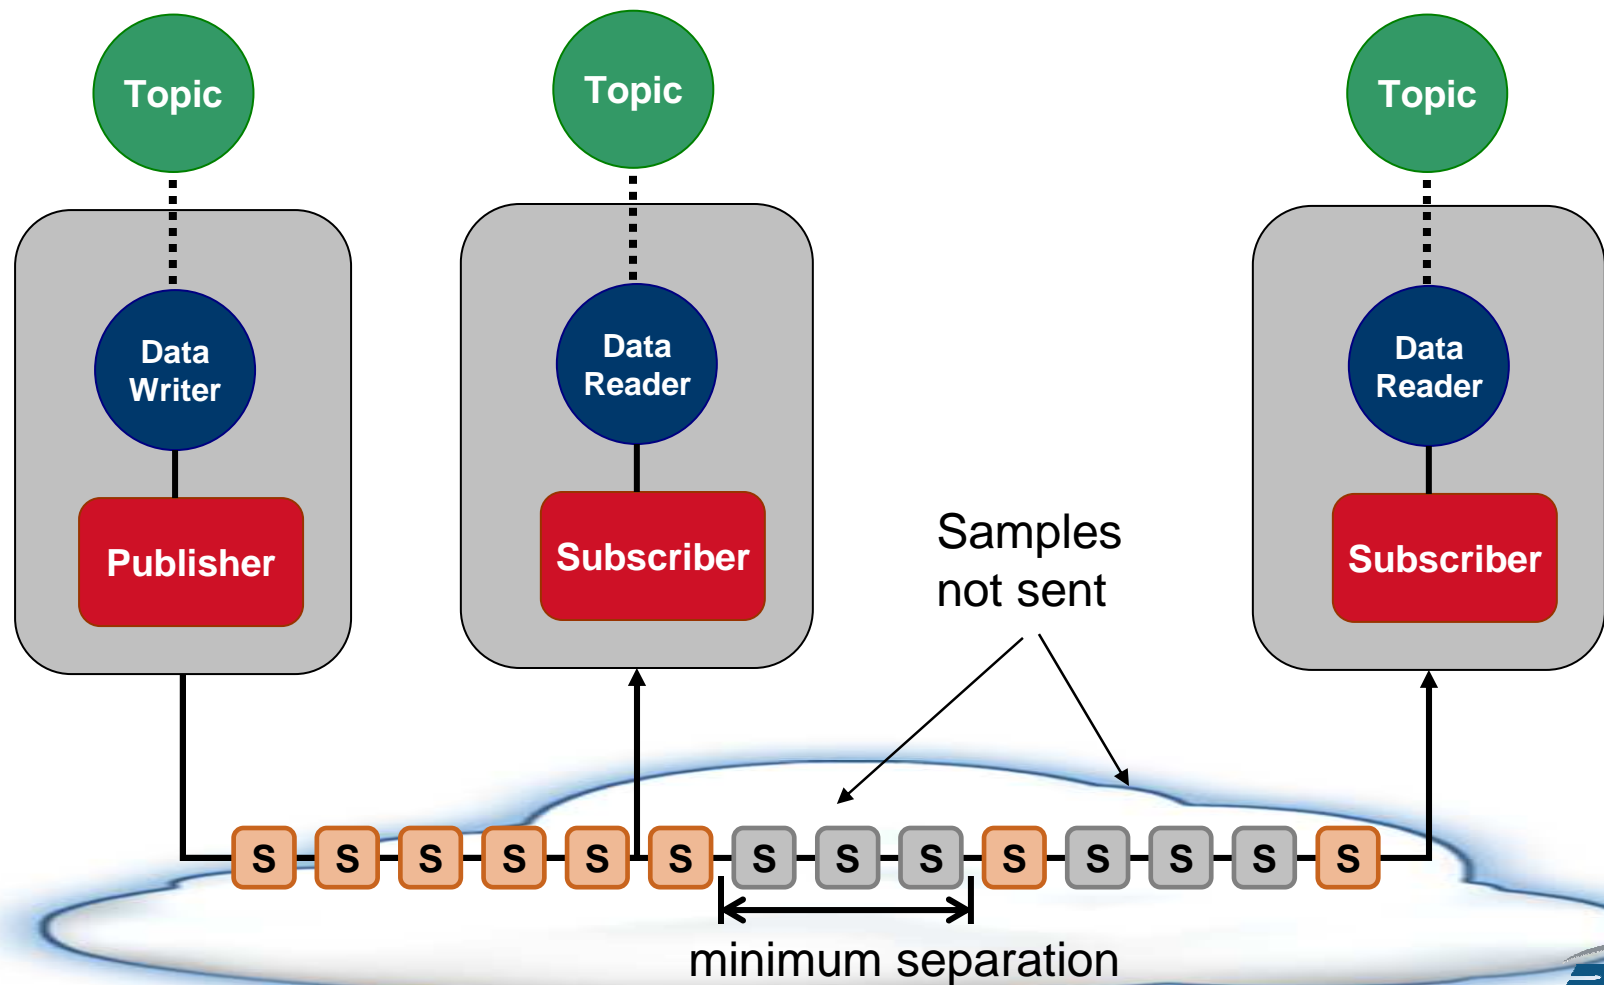 Topic
Topic
Topic
Data
Writer
Data
Reader
Data
Reader
Publisher
Subscriber
Subscriber
Samples
not sent
S S S S S S S S S S S S S S
minimum separation